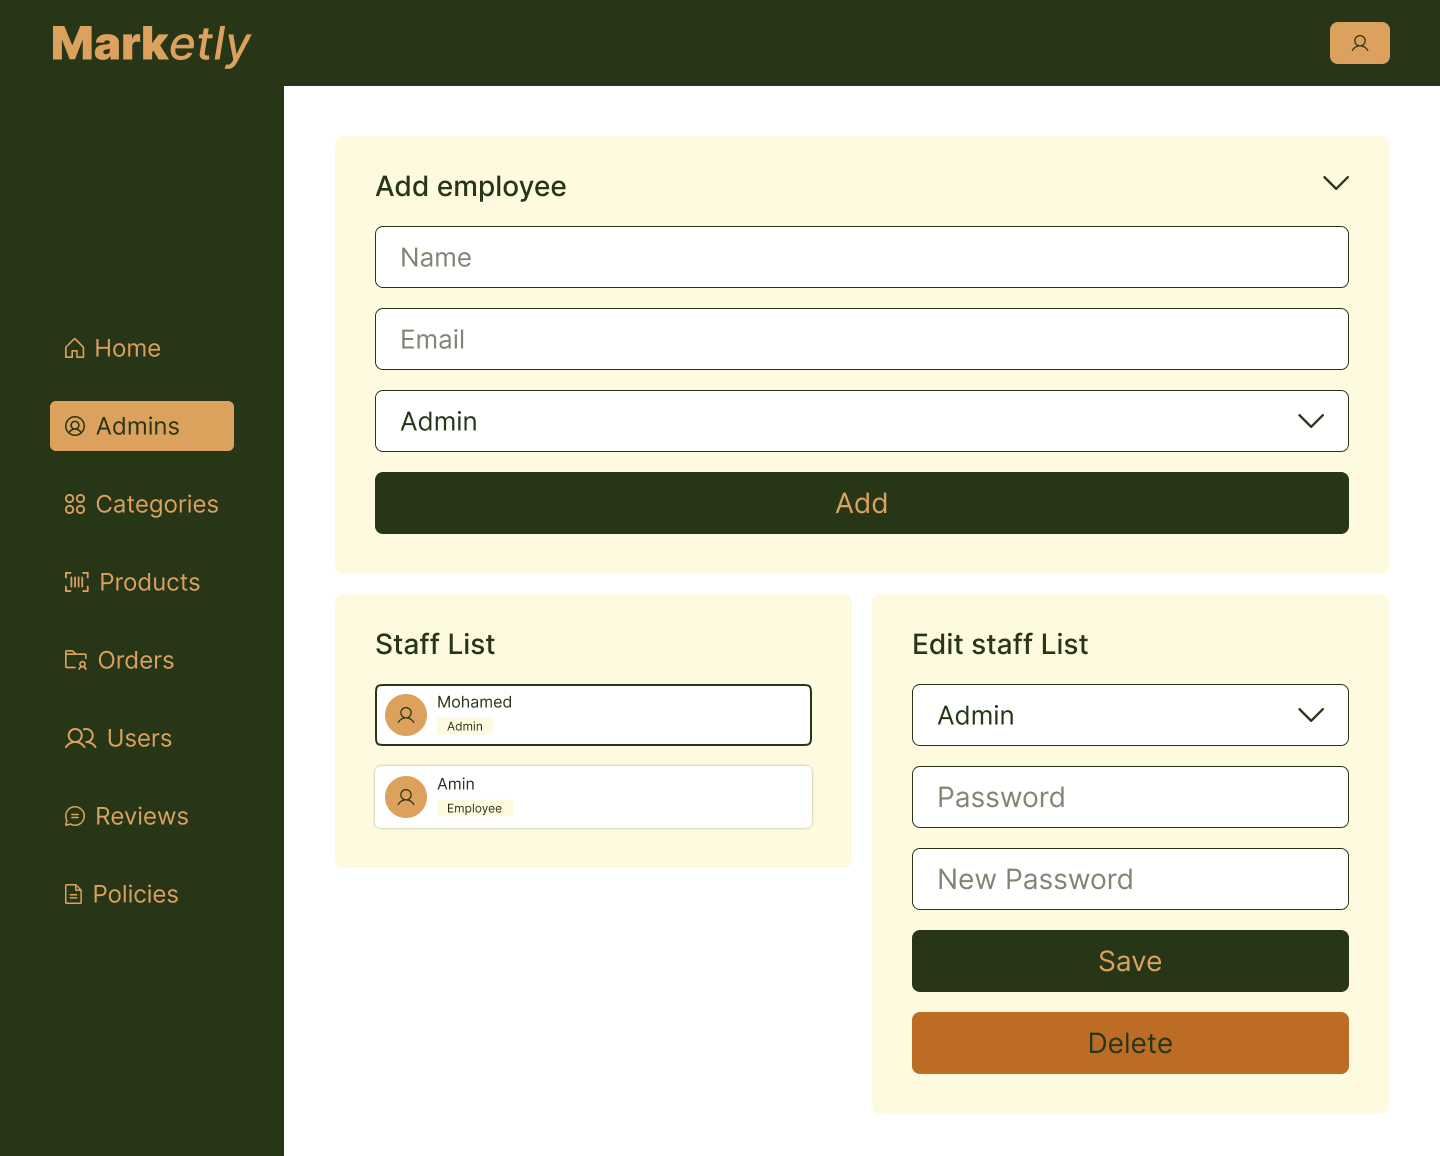 Marketly
Home
Admins
Categories
Products
Orders
Users
Reviews
Policies
Add employee
Name
Email
Admin
Add
Staff List
Mohamed
Admin
Amin
Employee
Edit staff List
Admin
Password
New Password
Save
Delete